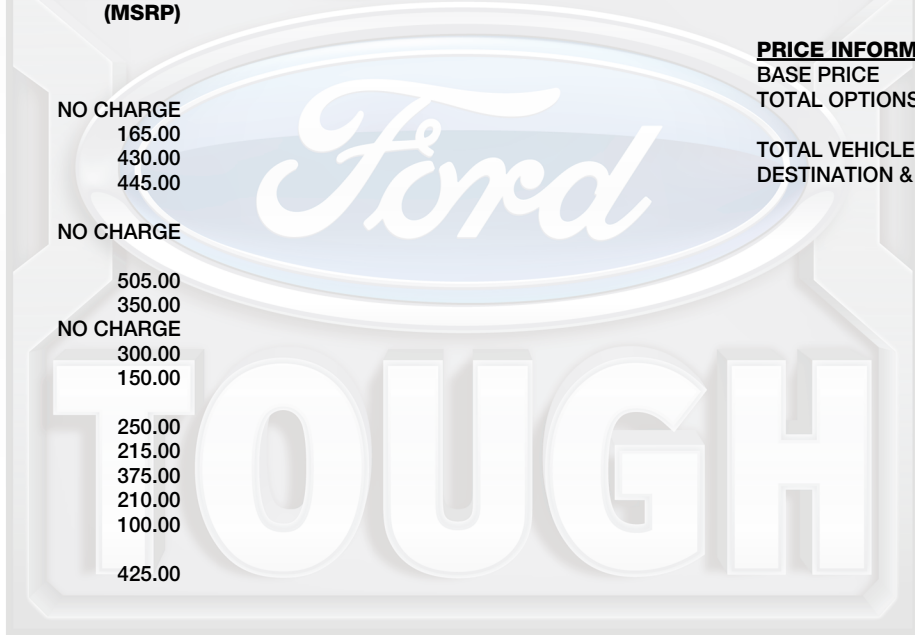 (MSRP)
PRICE INFORM
BASE PRICE
NO CHARGE
TOTAL OPTIONS
165.00
430.00
TOTAL VEHICLE
445.00
DESTINATION &
NO CHARGE
505.00
350.00
NO CHARGE
300.00
150.00
250.00
215.00
375.00
210.00
100.00
425.00
Ford
TOUGH